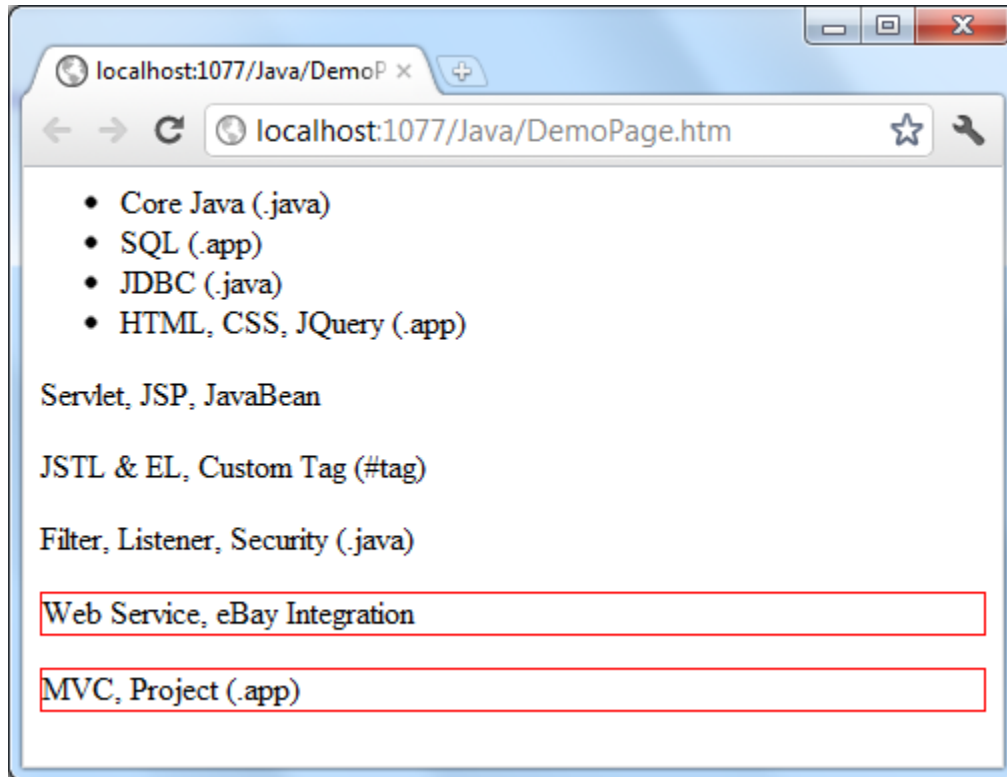 localhost:1077/Java/DemoP
localhost:1077/Java/DemoPage.htm
Core Java (.java)
SQL (.app)
JDBC (.java)
HTML, CSS, JQuery (.app)
Servlet, JSP, JavaBean
JSTL & EL, Custom Tag (#tag)
Filter, Listener, Security (.java)
Web Service, eBay Integration
MVC, Project (.app)